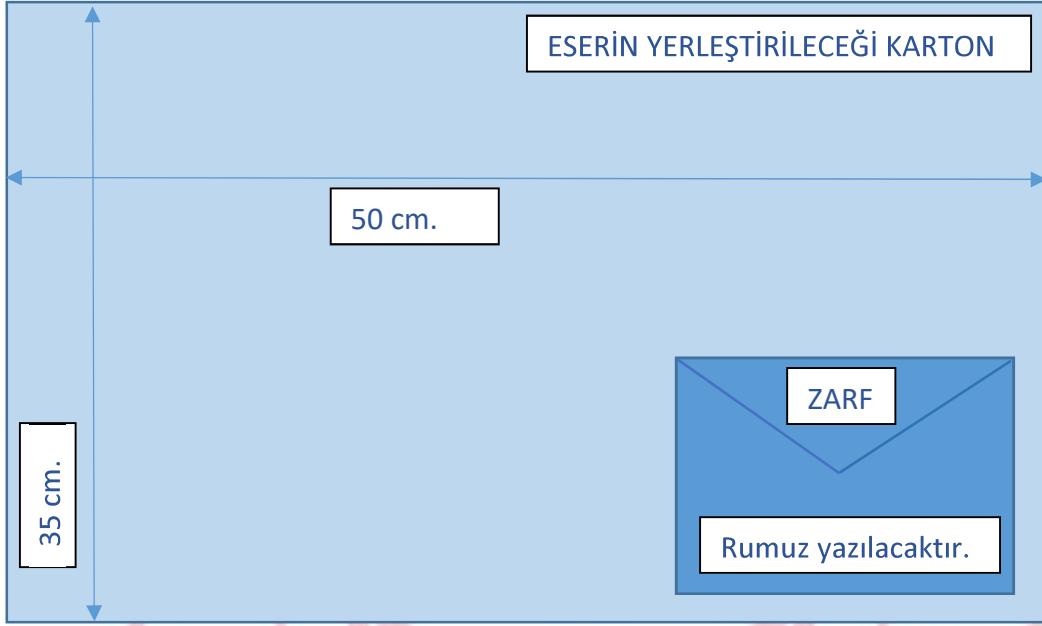 ESERİN YERLEŞTİRİLECEĞİ KARTON
50 cm.
35 cm.
ZARF
Rumuz yazılacaktır.